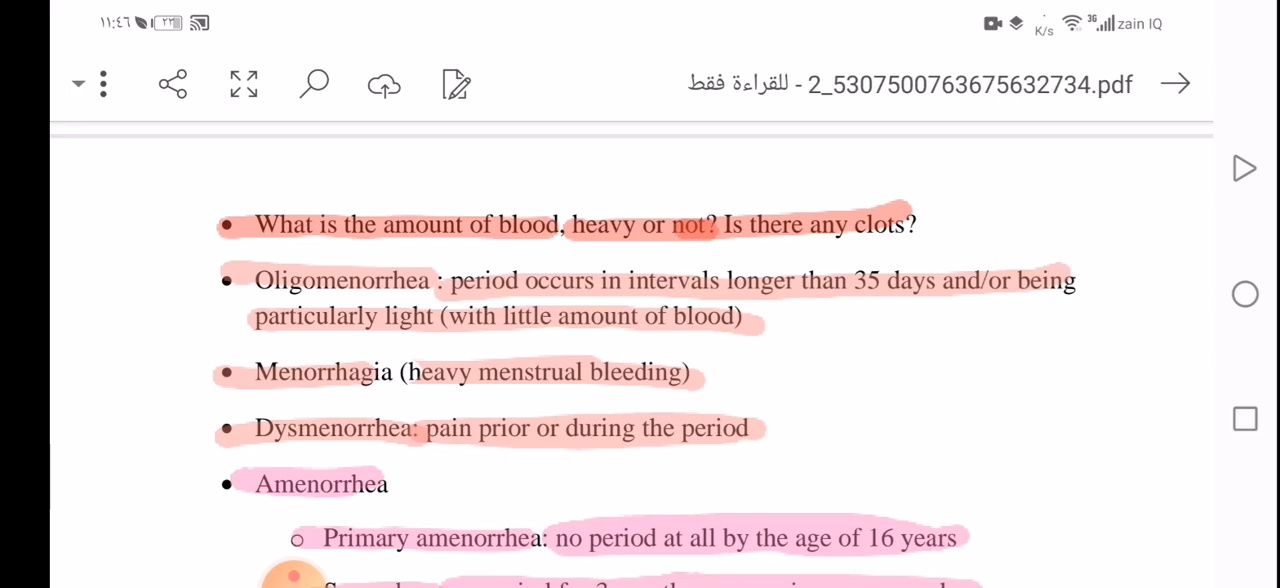 ١١:٤٦ ٢٢ K/s 3G zain IQ
2_5307500763675632734.pdf - للقراءة فقط
• What is the amount of blood, heavy or not? Is there any clots?
• Oligomenorrhea : period occurs in intervals longer than 35 days and/or being
particularly light (with little amount of blood)
• Menorrhagia (heavy menstrual bleeding)
• Dysmenorrhea: pain prior or during the period
• Amenorrhea
o Primary amenorrhea: no period at all by the age of 16 years